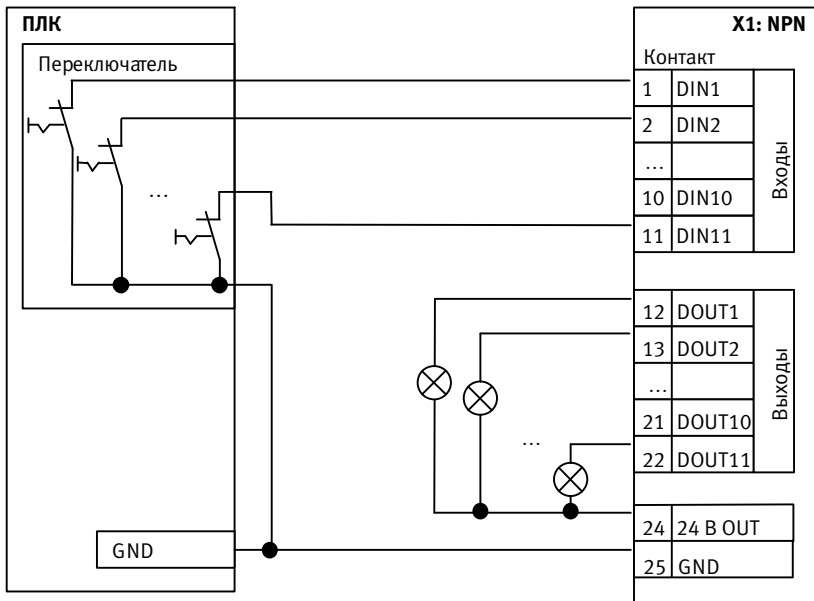 ПЛК
Переключатель
...
GND
X1: NPN
Контакт
1 DIN1
2 DIN2
...
10 DIN10
11 DIN11
Входы
12 DOUT1
13 DOUT2
...
21 DOUT10
22 DOUT11
Выходы
...
24 24 В OUT
25 GND